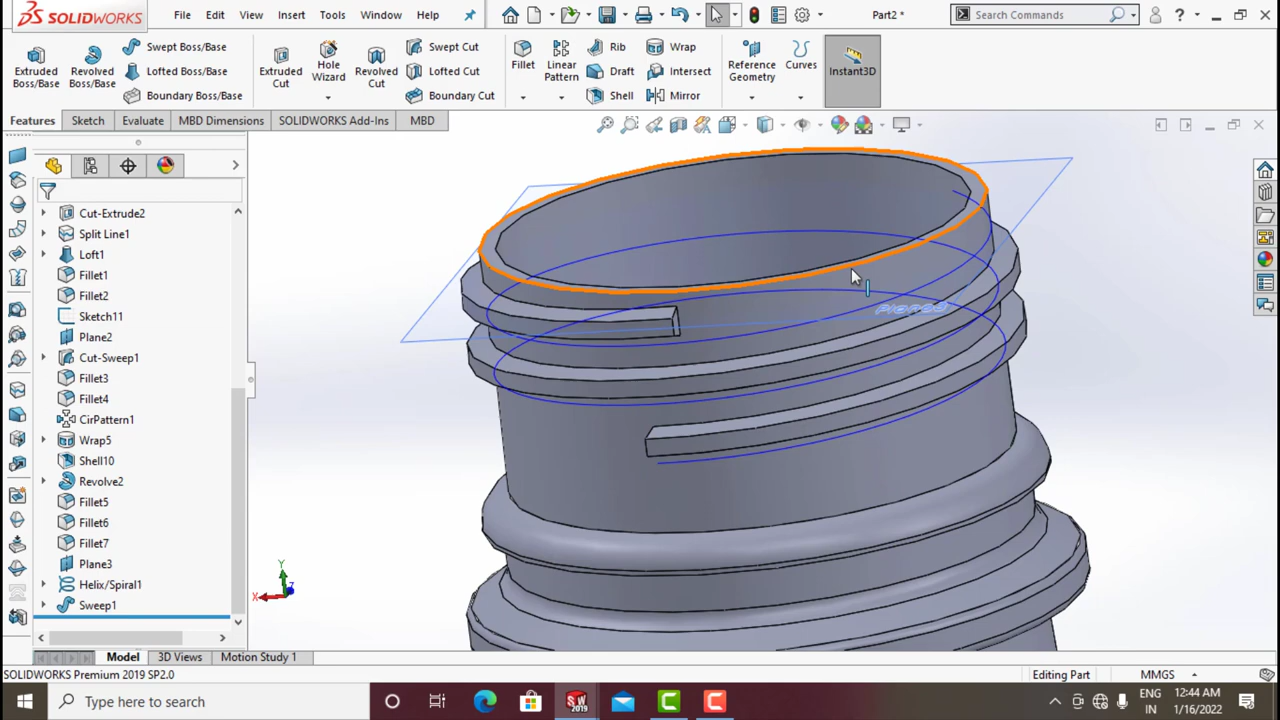 SOLIDWORKS
File Edit View Insert Tools Window Help
Part2 *
Search Commands
Extruded Boss/Base
Revolved Boss/Base
Swept Boss/Base
Lofted Boss/Base
Boundary Boss/Base
Extruded Cut
Hole Wizard
Revolved Cut
Swept Cut
Lofted Cut
Boundary Cut
Fillet
Linear Pattern
Rib
Draft
Shell
Wrap
Intersect
Mirror
Reference Geometry
Curves
Instant3D
Features Sketch Evaluate MBD Dimensions SOLIDWORKS Add-Ins MBD
Cut-Extrude2
Split Line1
Loft1
Fillet1
Fillet2
Sketch11
Plane2
Cut-Sweep1
Fillet3
Fillet4
CirPattern1
Wrap5
Shell10
Revolve2
Fillet5
Fillet6
Fillet7
Plane3
Helix/Spiral1
Sweep1
Y
X
Z
Model 3D Views Motion Study 1
SOLIDWORKS Premium 2019 SP2.0
Editing Part
MMGS
Type here to search
SW
2019
ENG
IN
12:44 AM
1/16/2022